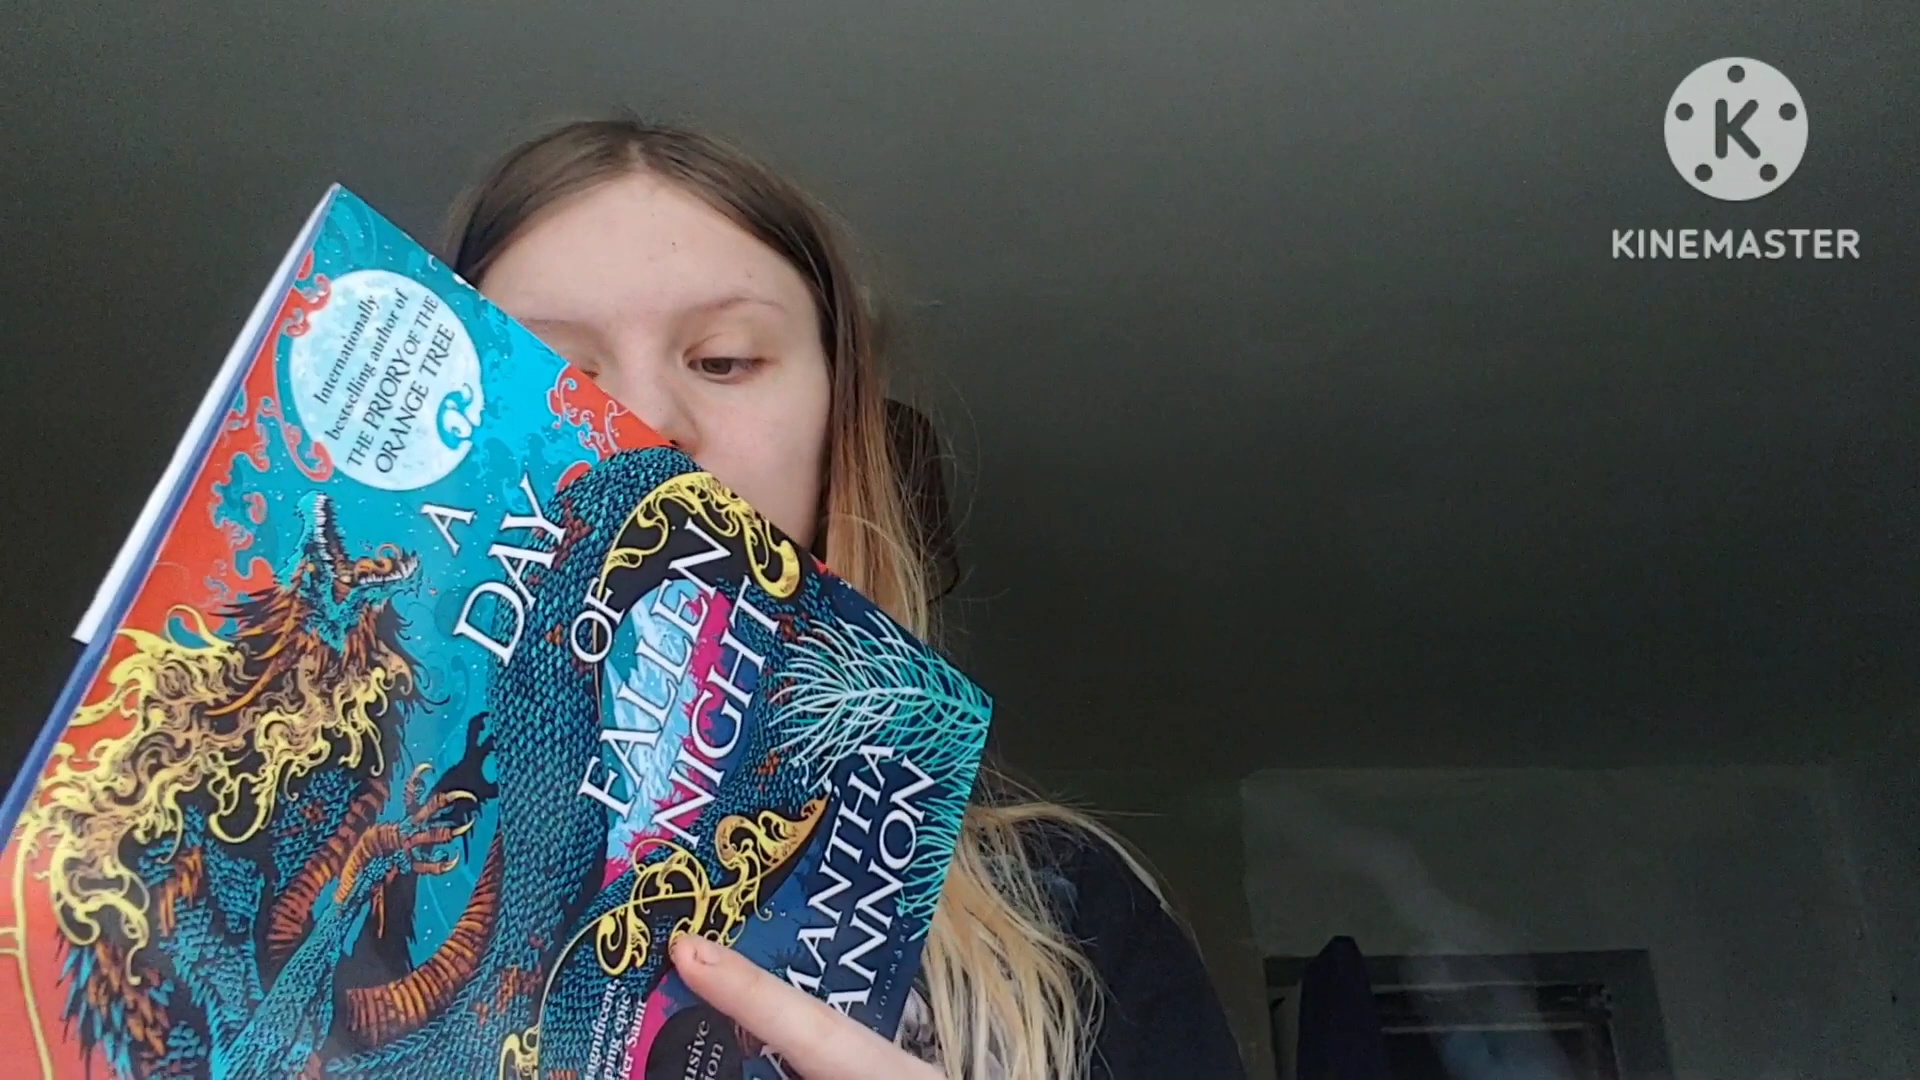 Internationally
bestselling author of
THE PRIORY OF THE
ORANGE TREE
A
DAY
OF
FALLEN
NIGHT
MANTHA
ANNON
K
KINEMASTER